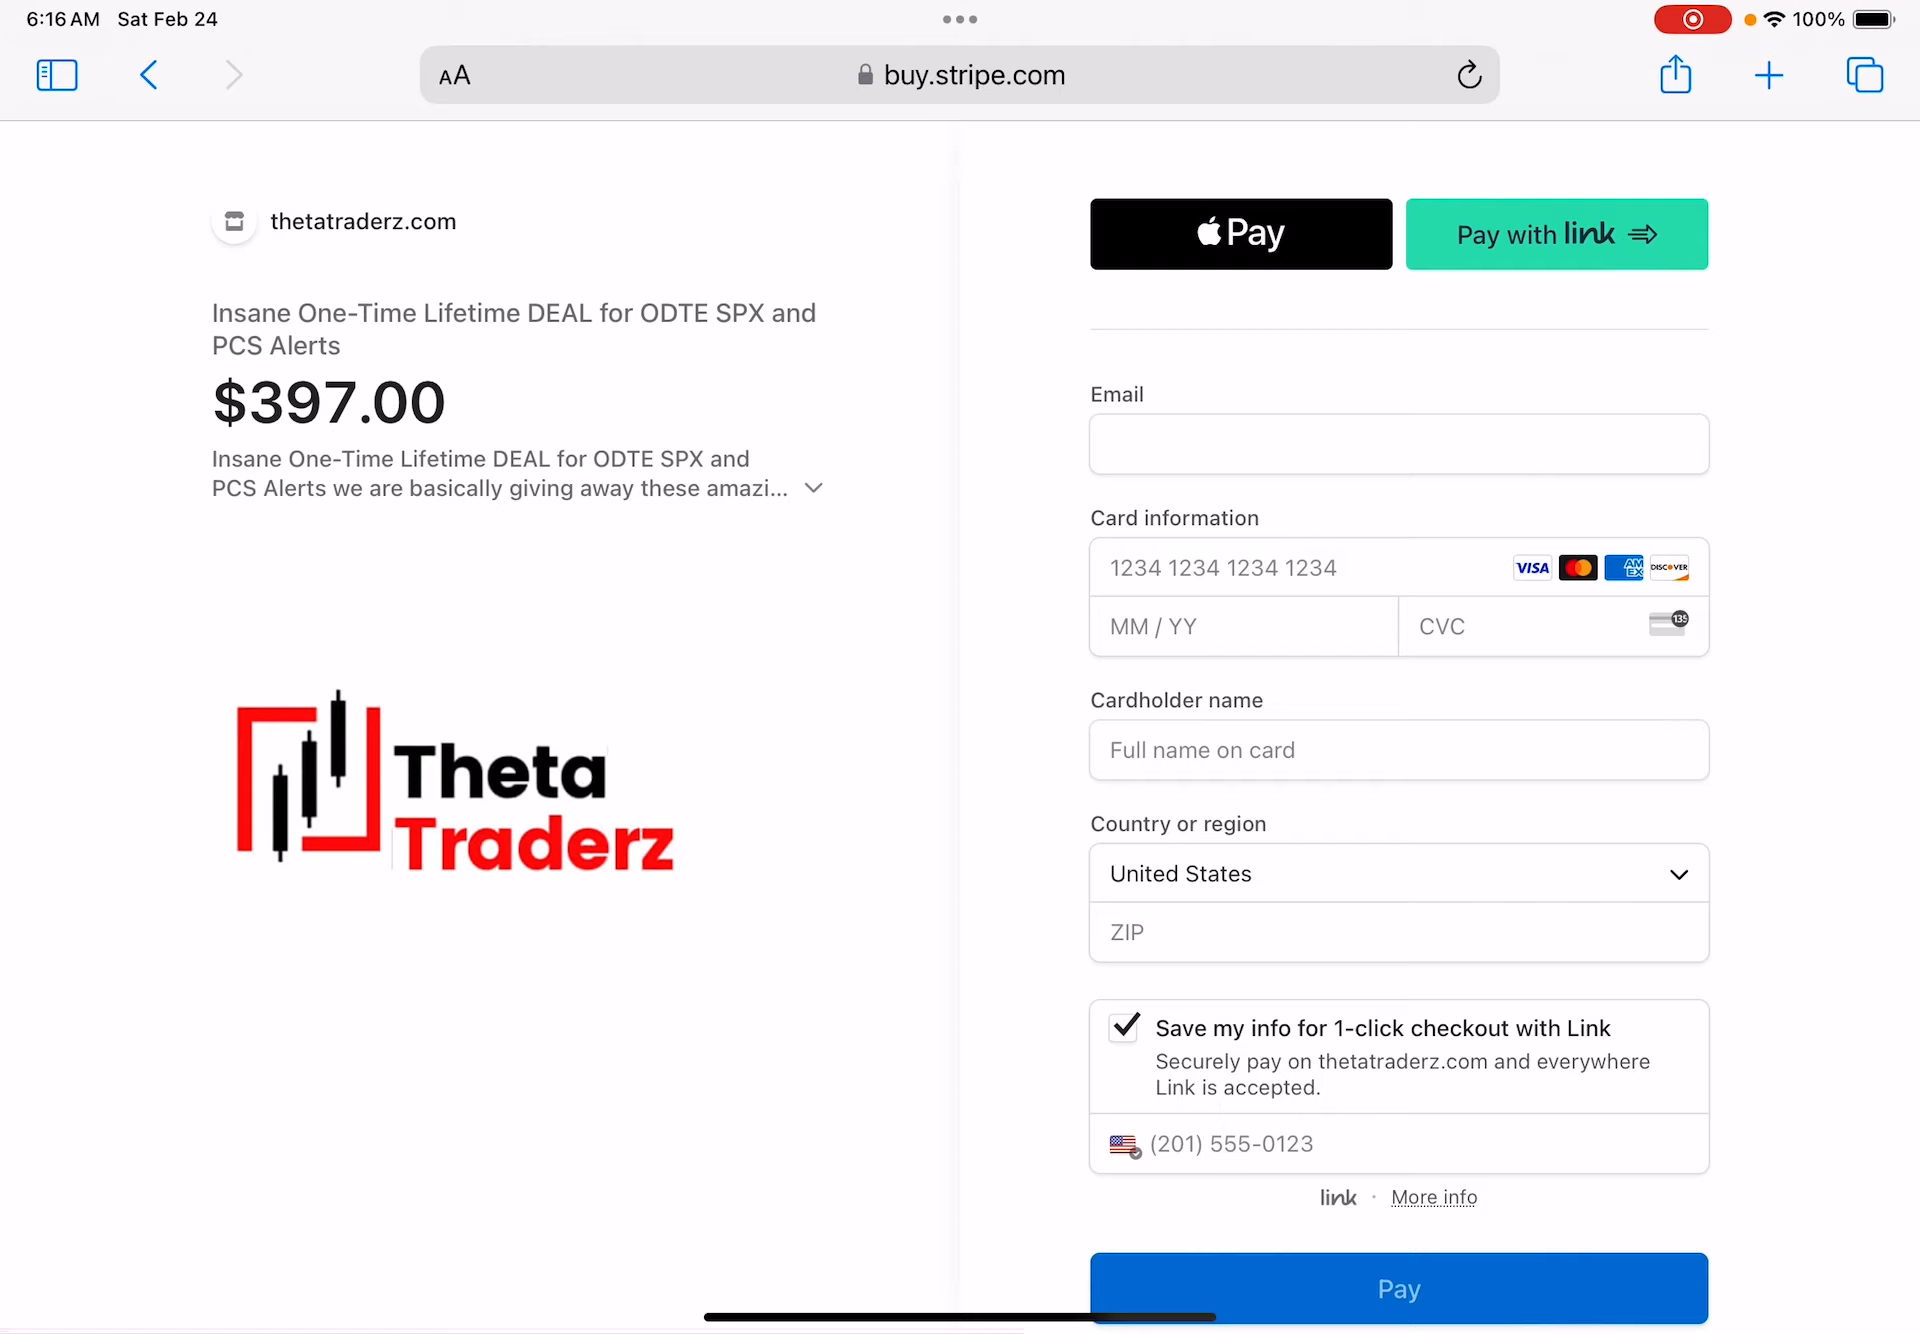 6:16 AM Sat Feb 24
100%
AA
buy.stripe.com
thetatraderz.com
Insane One-Time Lifetime DEAL for ODTE SPX and
PCS Alerts
$397.00
Insane One-Time Lifetime DEAL for ODTE SPX and
PCS Alerts we are basically giving away these amazi...
Theta
Traderz
Pay
Pay with link
Email
Card information
1234 1234 1234 1234
VISA
AM
EX
DISCOVER
MM / YY
CVC
135
Cardholder name
Full name on card
Country or region
United States
ZIP
Save my info for 1-click checkout with Link
Securely pay on thetatraderz.com and everywhere
Link is accepted.
(201) 555-0123
link · More info
Pay